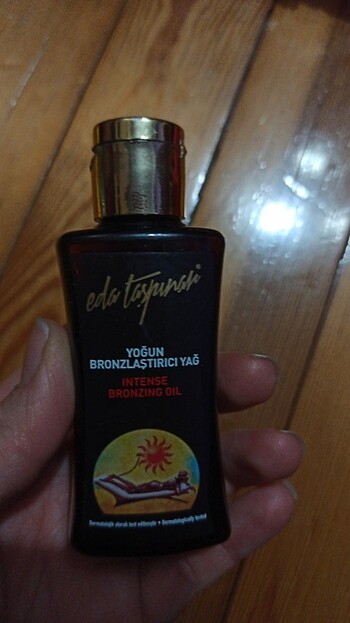 eda taşpınar®
YOĞUN
BRONZLAŞTIRICI YAĞ
INTENSE
BRONZING OIL
Dermatolojik olarak test edilmiştir • Dermatologically tested